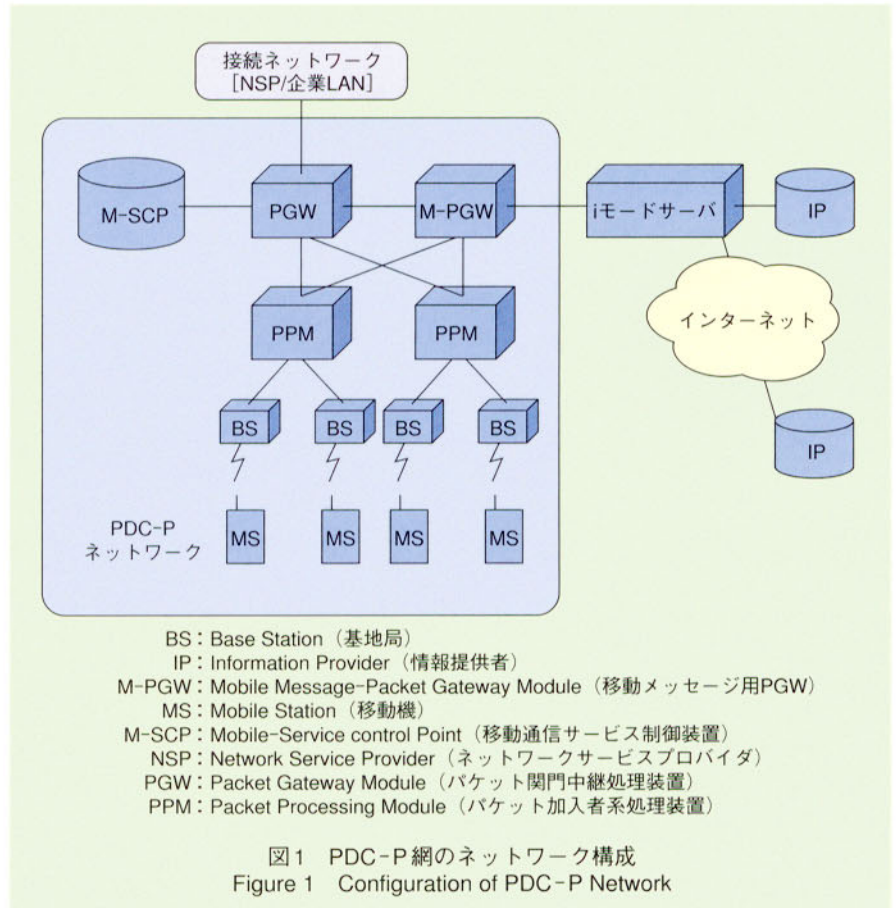 接続ネットワーク
[NSP/企業LAN]
M-SCP
PGW
M-PGW
iモードサーバ
IP
PPM
PPM
インターネット
BS
BS
BS
BS
IP
MS
MS
MS
MS
PDC-P
ネットワーク
BS：Base Station（基地局）
IP：Information Provider（情報提供者）
M-PGW：Mobile Message-Packet Gateway Module（移動メッセージ用PGW）
MS：Mobile Station（移動機）
M-SCP：Mobile-Service control Point（移動通信サービス制御装置）
NSP：Network Service Provider（ネットワークサービスプロバイダ）
PGW：Packet Gateway Module（パケット関門中継処理装置）
PPM：Packet Processing Module（パケット加入者系処理装置）
図1　PDC-P網のネットワーク構成
Figure 1　Configuration of PDC-P Network